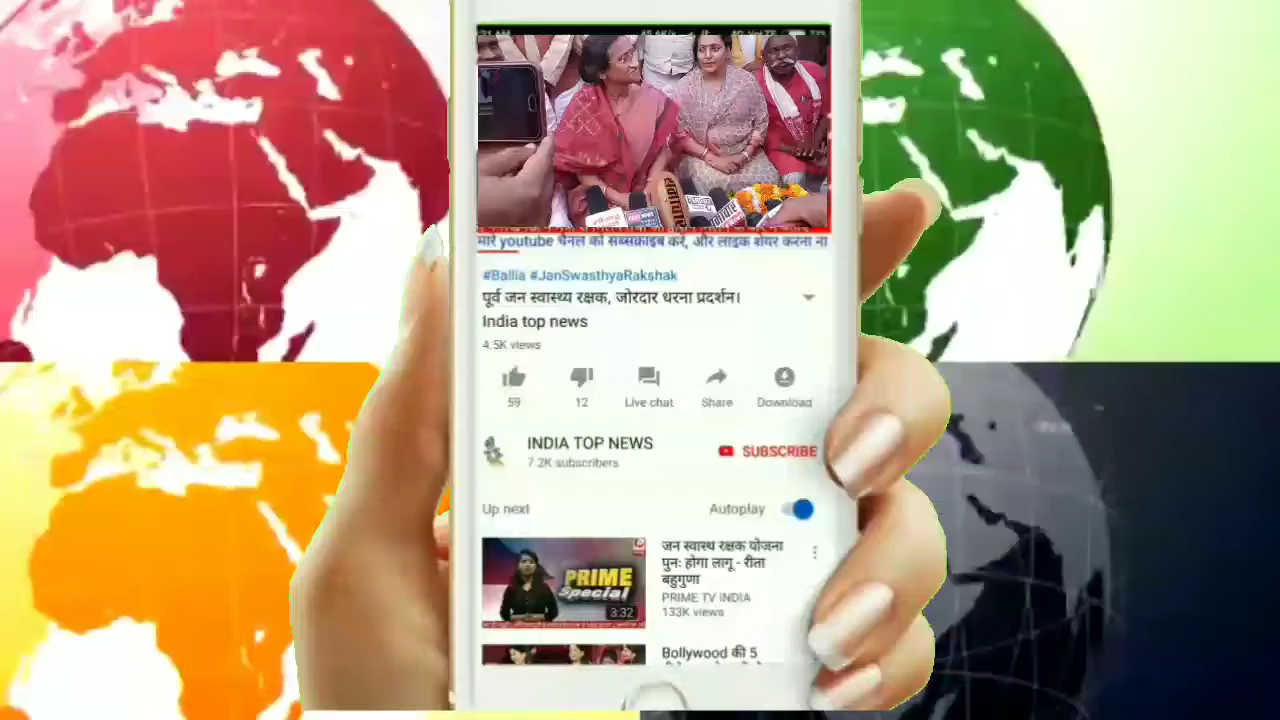 मारे youtube चैनल को सब्सक्राइब करें, और लाइक शेयर करना ना
#Ballia #JanSwasthyaRakshak
पूर्व जन स्वास्थ्य रक्षक, जोरदार धरना प्रदर्शन।
India top news
4.5K views
59
12
Live chat
Share
Download
INDIA TOP NEWS
7.2K subscribers
SUBSCRIBE
Up next
Autoplay
PRIME
Special
3:32
जन स्वास्थ रक्षक योजना
पुनः होगा लागू - रीता
बहुगुणा
PRIME TV INDIA
133K views
Bollywood की 5